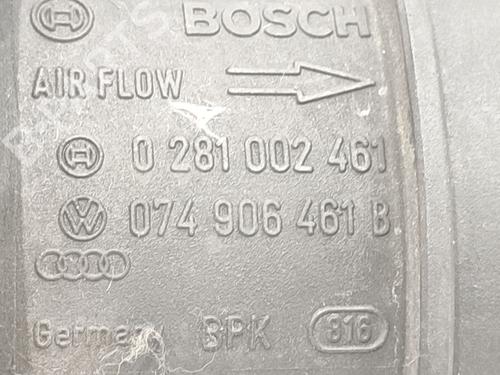 BOSCH
AIR FLOW
0 281 002 461
074 906 461 B
Germany BPK 816